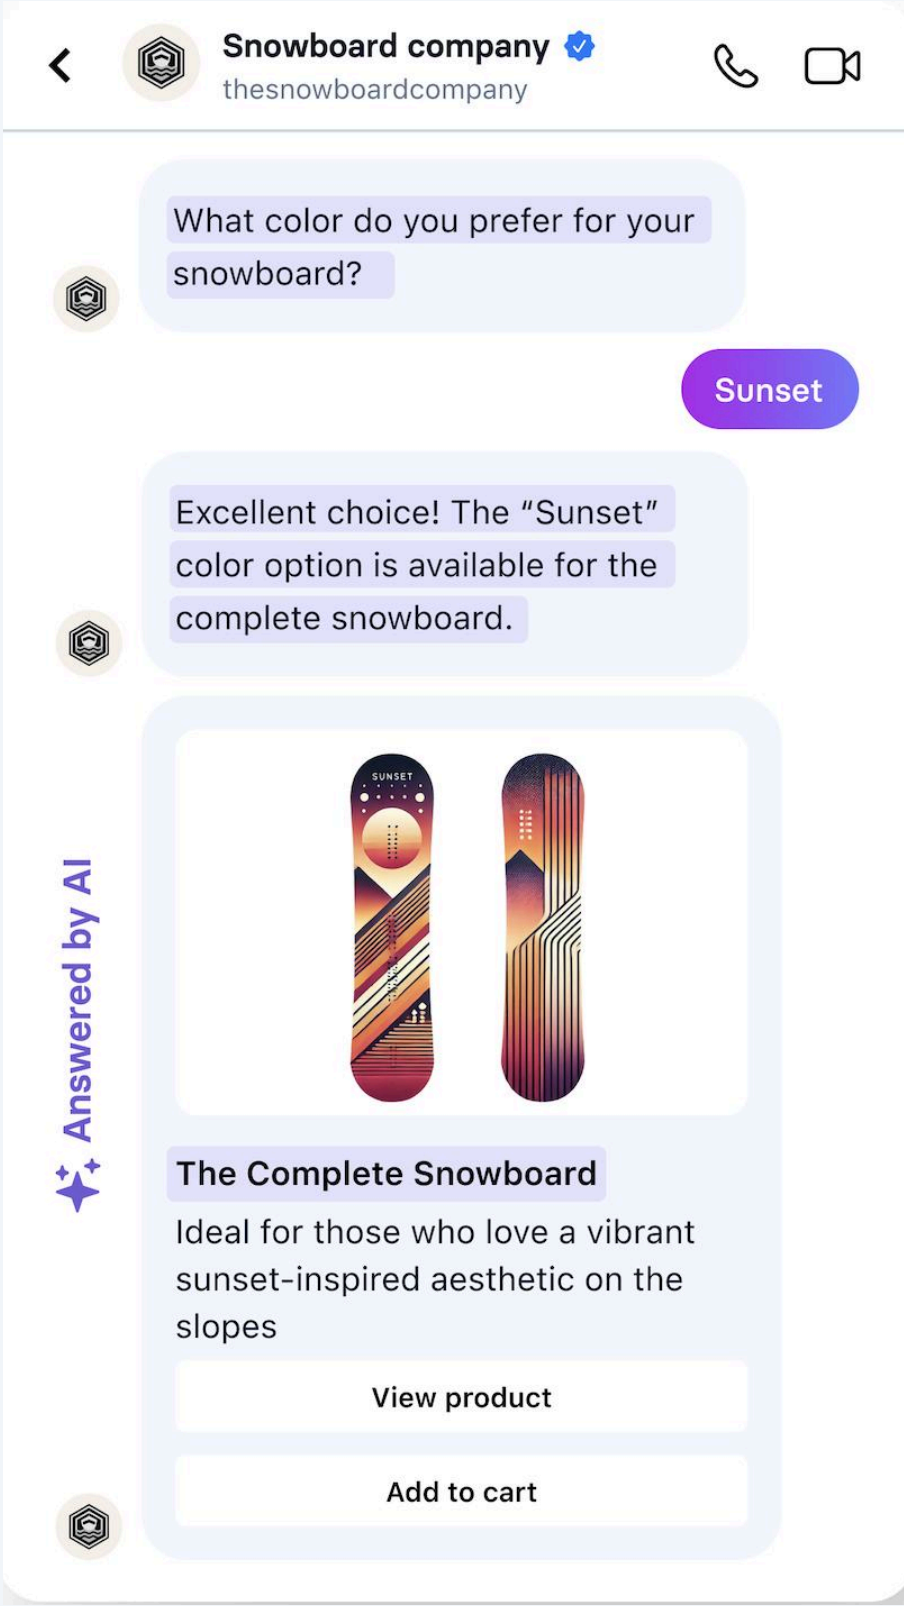 Snowboard company
thesnowboardcompany
What color do you prefer for your
snowboard?
Sunset
Excellent choice! The “Sunset”
color option is available for the
complete snowboard.
SUNSET
Answered by AI
The Complete Snowboard
Ideal for those who love a vibrant
sunset-inspired aesthetic on the
slopes
View product
Add to cart